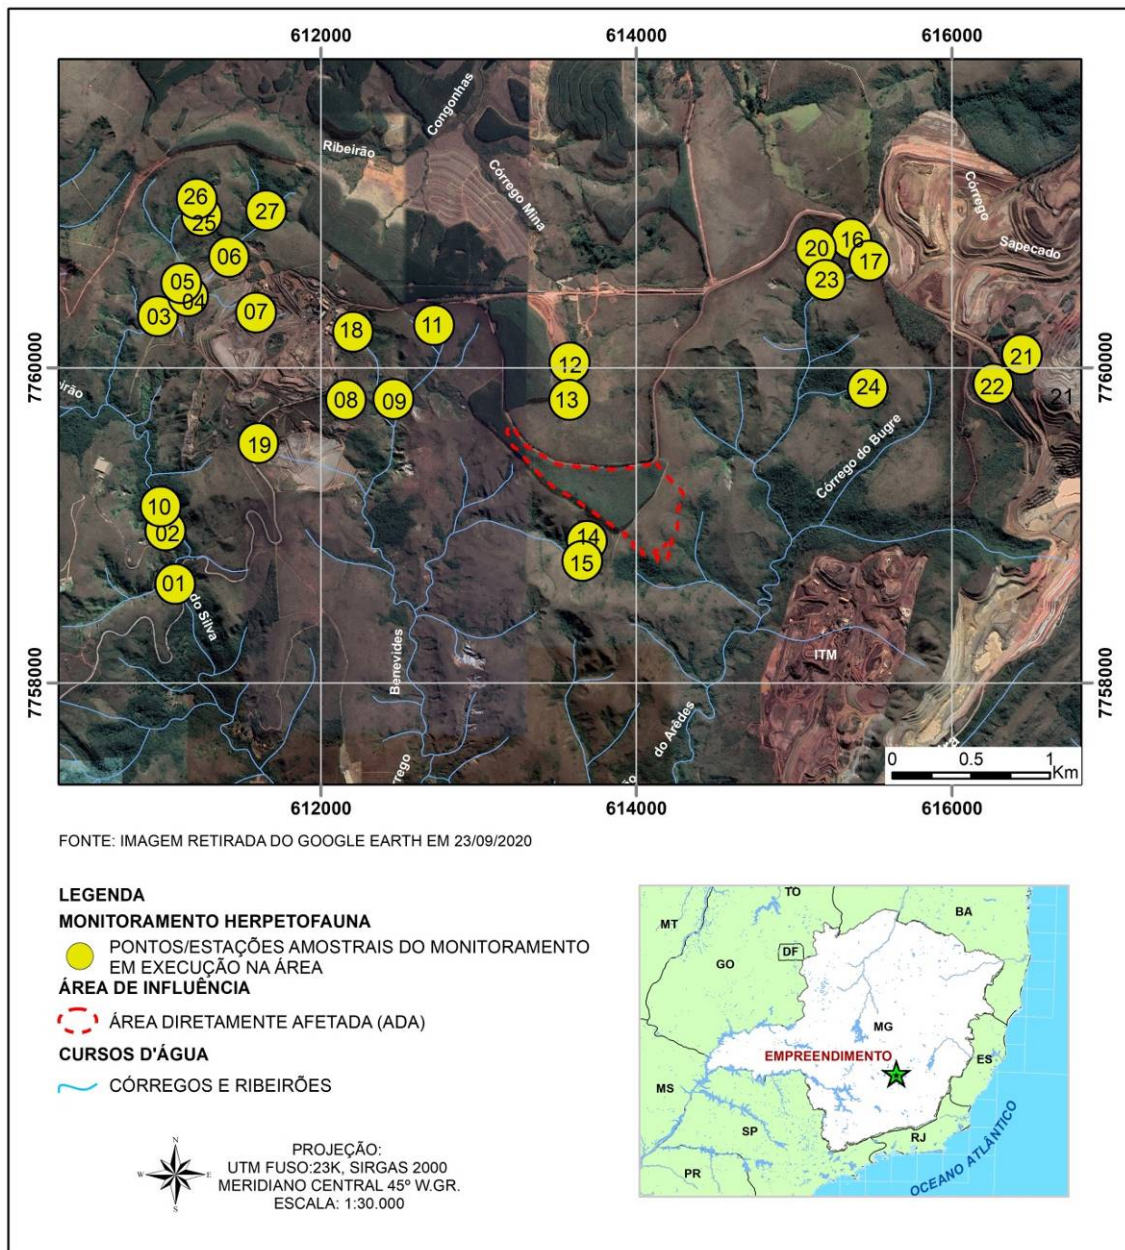 612000
614000
616000
Congonhas
Ribeirão
Córrego Mina
Córrego
Sapecado
26
25
27
06
05
04
03
07
20
16
17
23
18
11
12
21
7760000
7760000
13
22
24
21
08
09
19
Córrego do Bugre
10
02
14
15
01
do Silva
Benevides
ITM
7758000
7758000
do Arêdes
0
0.5
1
Km
612000
614000
616000
FONTE: IMAGEM RETIRADA DO GOOGLE EARTH EM 23/09/2020
LEGENDA
MONITORAMENTO HERPETOFAUNA
PONTOS/ESTAÇÕES AMOSTRAIS DO MONITORAMENTO
EM EXECUÇÃO NA ÁREA
ÁREA DE INFLUÊNCIA
ÁREA DIRETAMENTE AFETADA (ADA)
CURSOS D'ÁGUA
CÓRREGOS E RIBEIRÕES
N
W
E
S
PROJEÇÃO:
UTM FUSO:23K, SIRGAS 2000
MERIDIANO CENTRAL 45º W.GR.
ESCALA: 1:30.000
TO
MT
BA
DF
GO
MG
EMPREENDIMENTO
ES
MS
SP
RJ
PR
OCEANO ATLÂNTICO